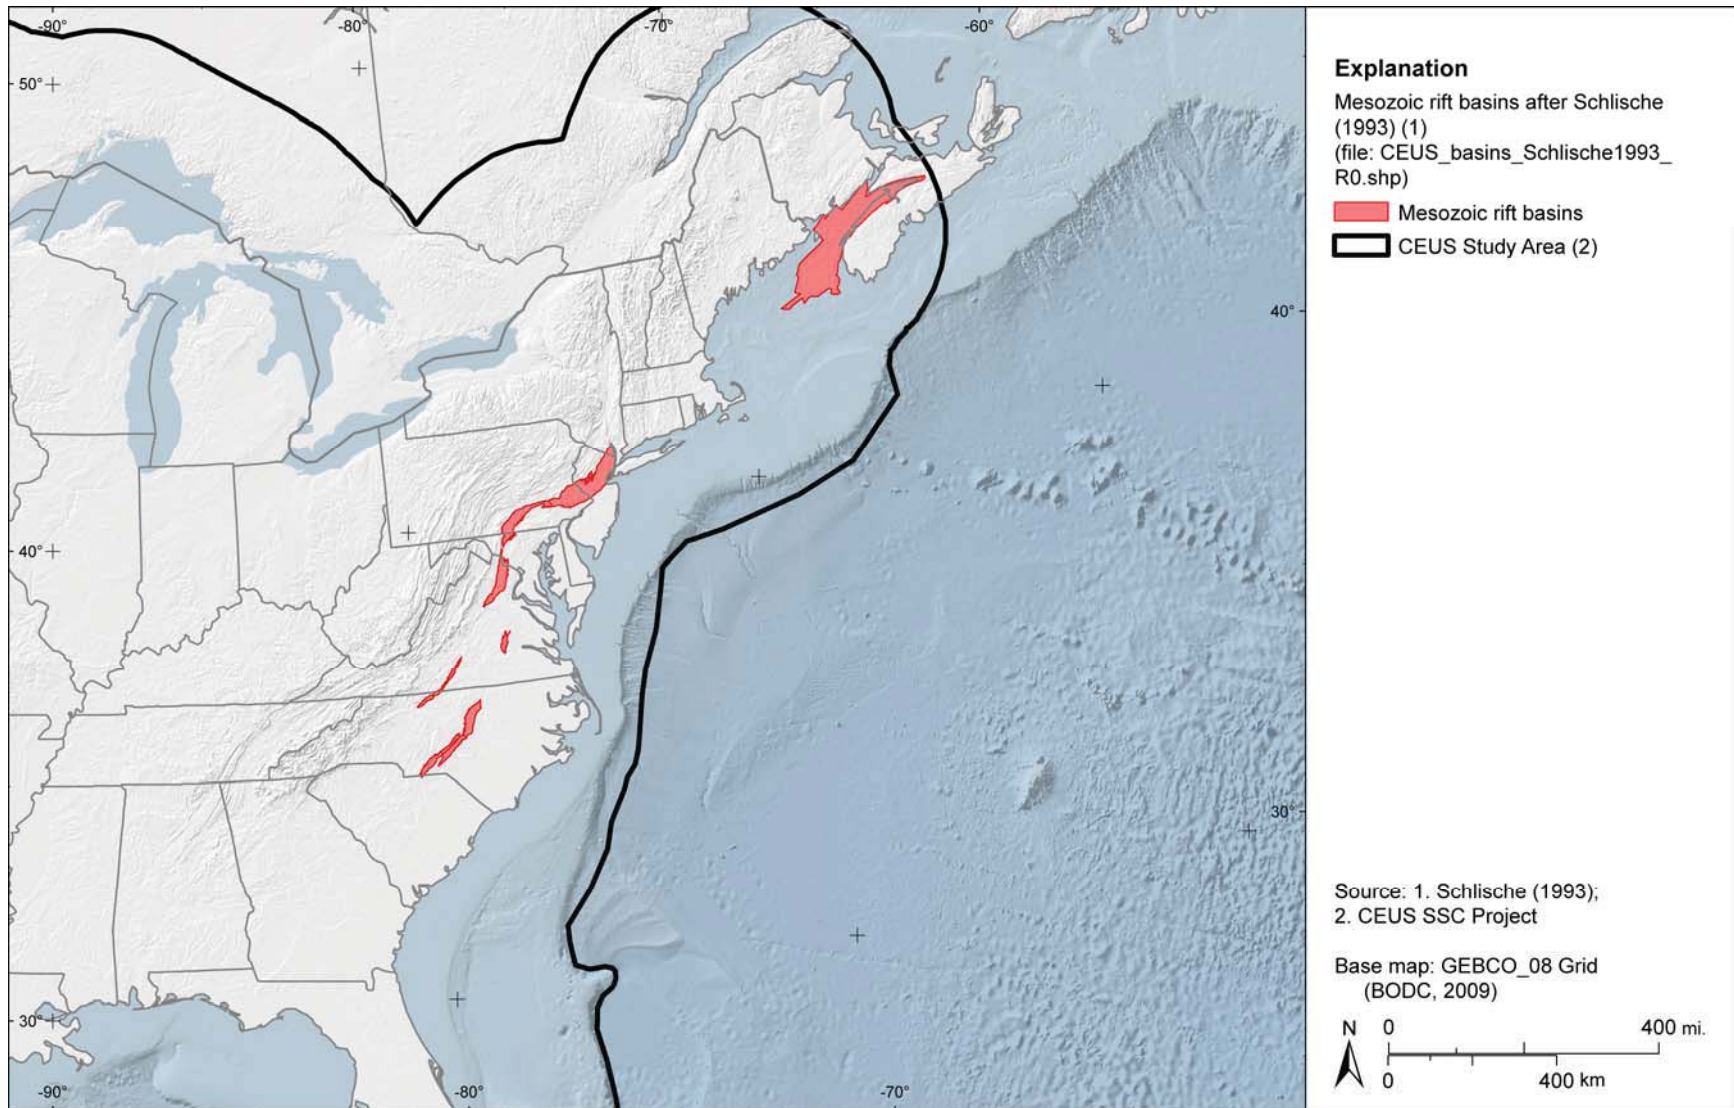 -90°
-80°
-70°
-60°
50°
40°
40°
30°
30°
-90°
-80°
-70°
Explanation
Mesozoic rift basins after Schlische
(1993) (1)
(file: CEUS_basins_Schlische1993_
R0.shp)
Mesozoic rift basins
CEUS Study Area (2)
Source: 1. Schlische (1993);
2. CEUS SSC Project
Base map: GEBCO_08 Grid
(BODC, 2009)
N
0 400 mi.
0 400 km